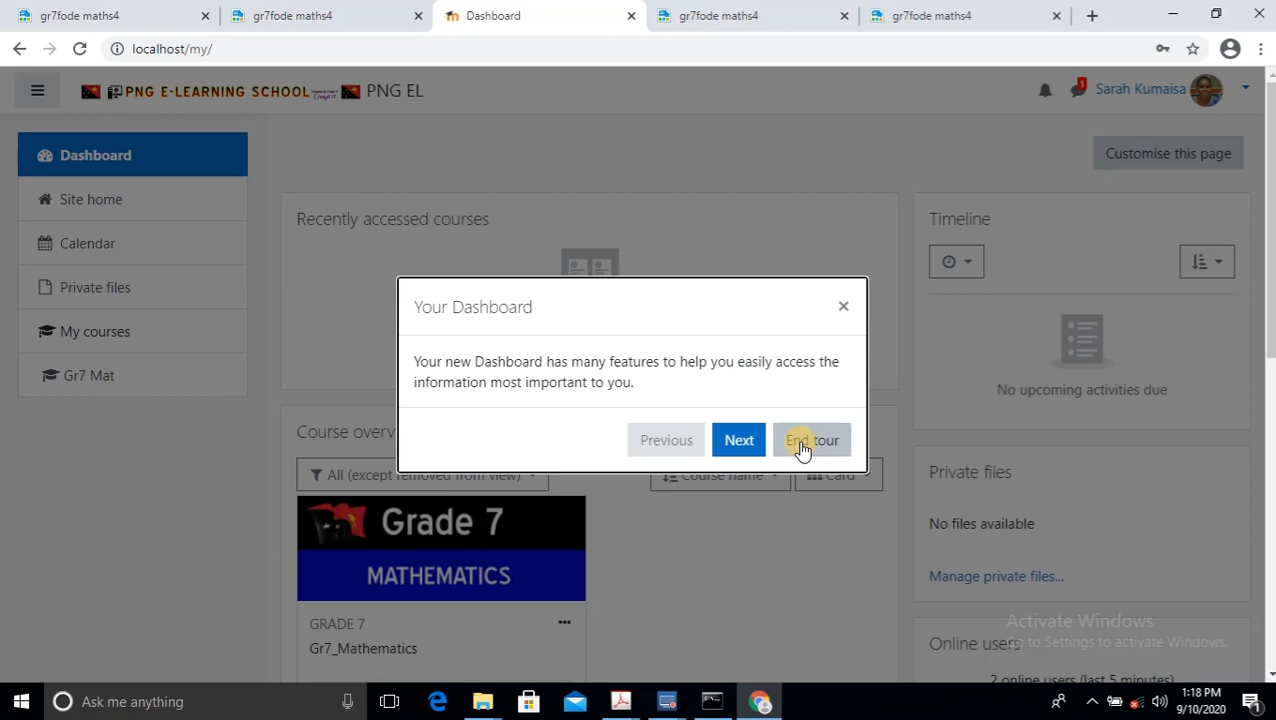 gr7fode maths4
gr7fode maths4
Dashboard
gr7fode maths4
gr7fode maths4
localhost/my/
PNG E-LEARNING SCHOOL
PNG EL
1
Sarah Kumaisa
Dashboard
Customise this page
Site home
Calendar
Private files
My courses
Gr7 Mat
Recently accessed courses
Timeline
No upcoming activities due
Your Dashboard
Your new Dashboard has many features to help you easily access the
information most important to you.
Previous
Next
End tour
Course overv
All (except removed from view)
Course name
Card
Grade 7
MATHEMATICS
GRADE 7
Gr7_Mathematics
Private files
No files available
Manage private files...
Activate Windows
Go to Settings to activate Windows.
Online users
2 online users (last 5 minutes)
Ask me anything
1:18 PM
9/10/2020
1